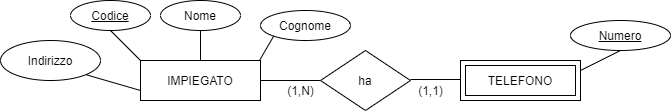 Codice
Nome
Cognome
Indirizzo
IMPIEGATO
(1,N)
ha
(1,1)
TELEFONO
Numero